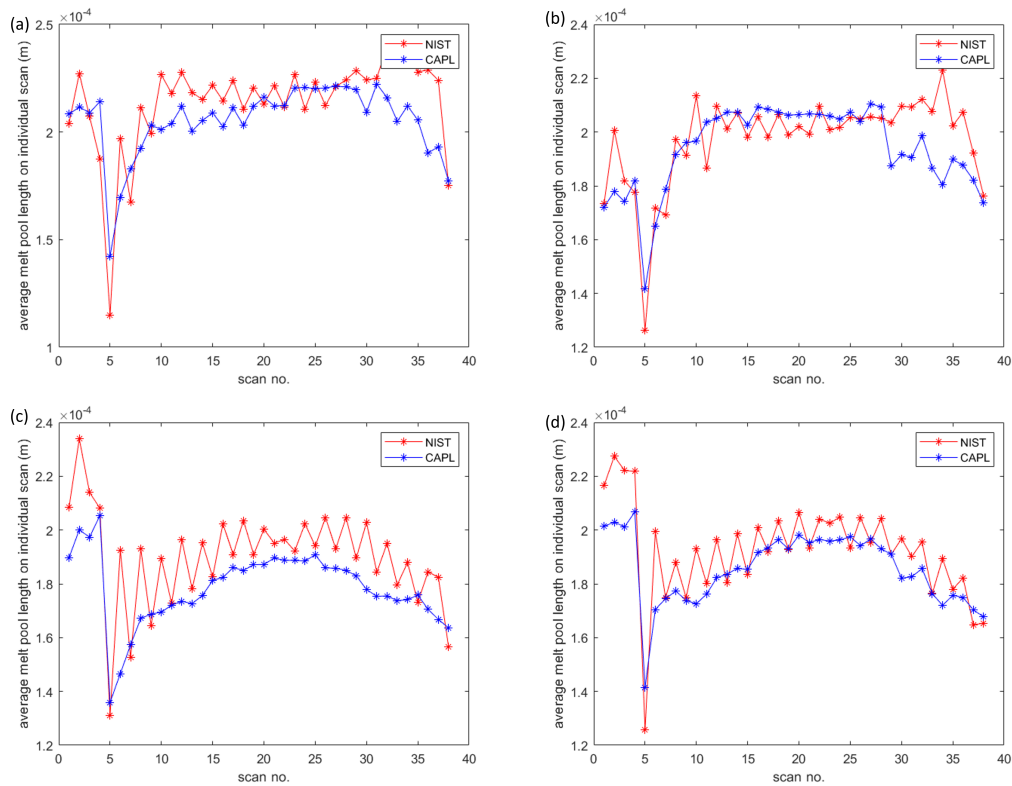 (a)
×10⁻⁴
2.5
2
1.5
1
average melt pool length on individual scan (m)
NIST
CAPL
0 5 10 15 20 25 30 35 40
scan no.
(b)
×10⁻⁴
2.4
2.2
2
1.8
1.6
1.4
1.2
average melt pool length on individual scan (m)
NIST
CAPL
0 5 10 15 20 25 30 35 40
scan no.
(c)
×10⁻⁴
2.4
2.2
2
1.8
1.6
1.4
1.2
average melt pool length on individual scan (m)
NIST
CAPL
0 5 10 15 20 25 30 35 40
scan no.
(d)
×10⁻⁴
2.4
2.2
2
1.8
1.6
1.4
1.2
average melt pool length on individual scan (m)
NIST
CAPL
0 5 10 15 20 25 30 35 40
scan no.